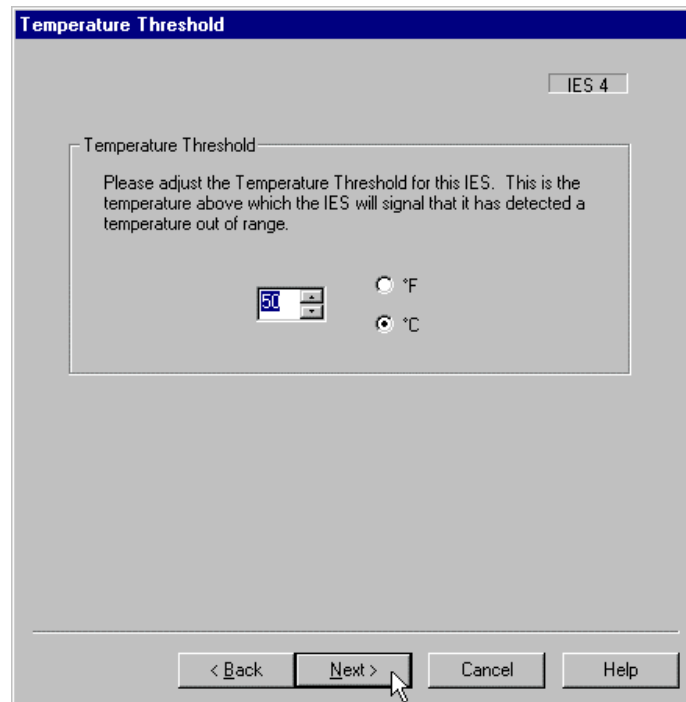 Temperature Threshold
IES 4
Temperature Threshold
Please adjust the Temperature Threshold for this IES.  This is the
temperature above which the IES will signal that it has detected a
temperature out of range.
50
°F
°C
< Back
Next >
Cancel
Help